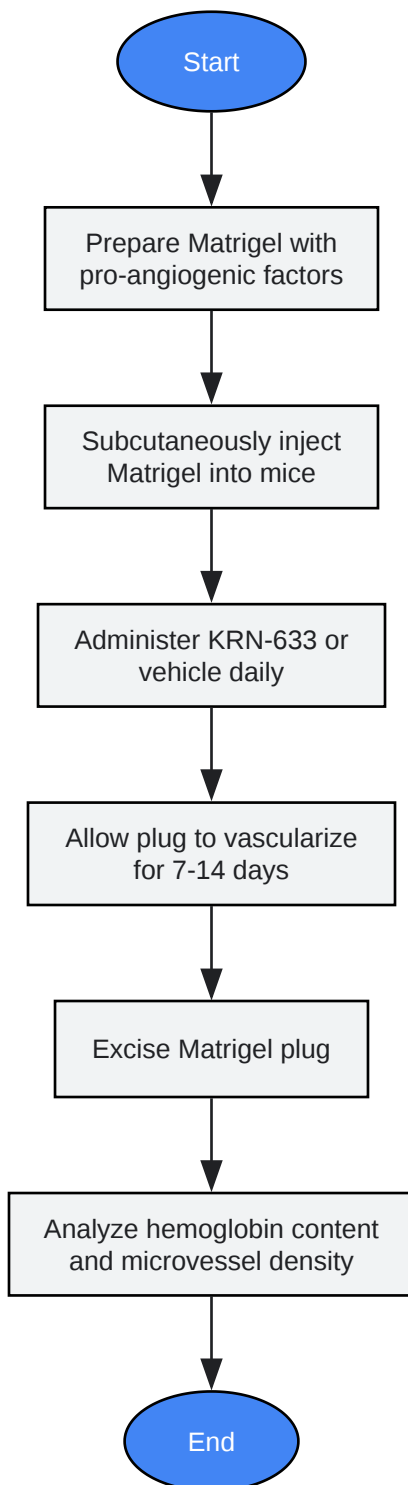 Start
Prepare Matrigel with
pro-angiogenic factors
Subcutaneously inject
Matrigel into mice
Administer KRN-633 or
vehicle daily
Allow plug to vascularize
for 7-14 days
Excise Matrigel plug
Analyze hemoglobin content
and microvessel density
End